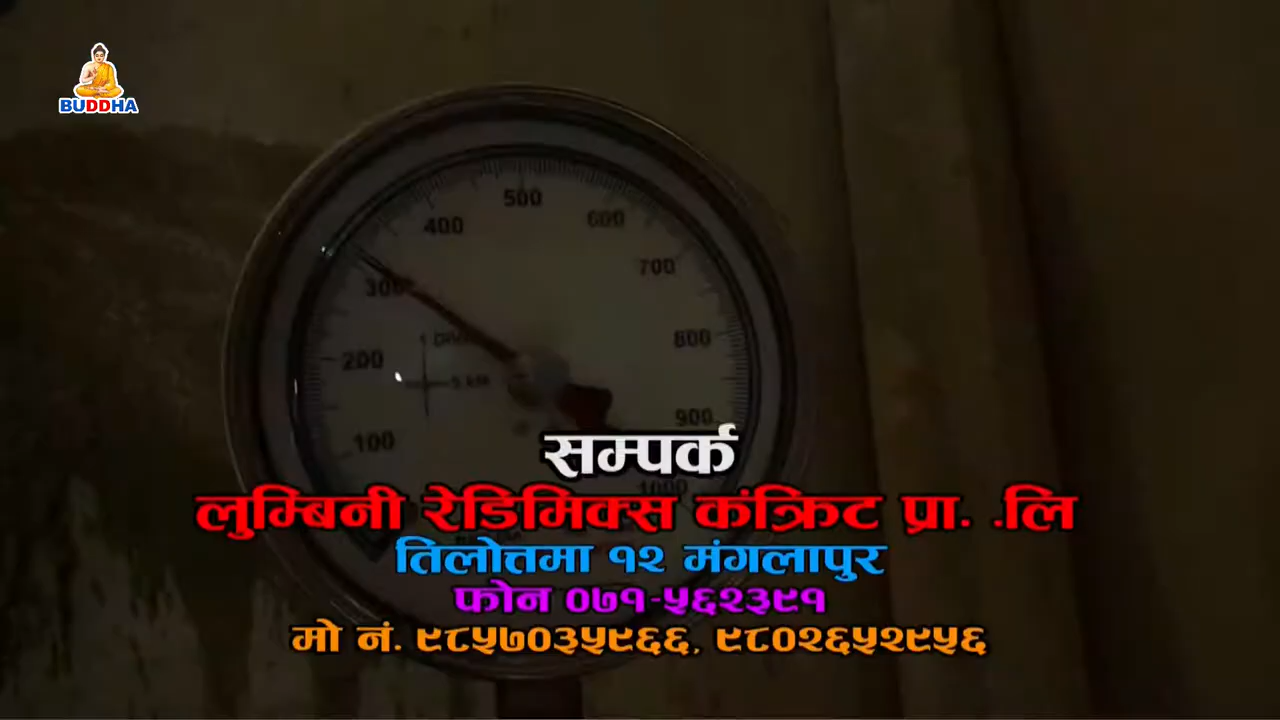 BUDDHA
500
400
600
300
700
800
200
900
100
1000
सम्पर्क
लुम्बिनी रेडिमिक्स कंक्रिट प्रा. .लि
तिलोत्तमा १२ मंगलापुर
फोन ०७१-५६२३९१
मो नं. ९८५७०३५९६६, ९८०२६५२९५६